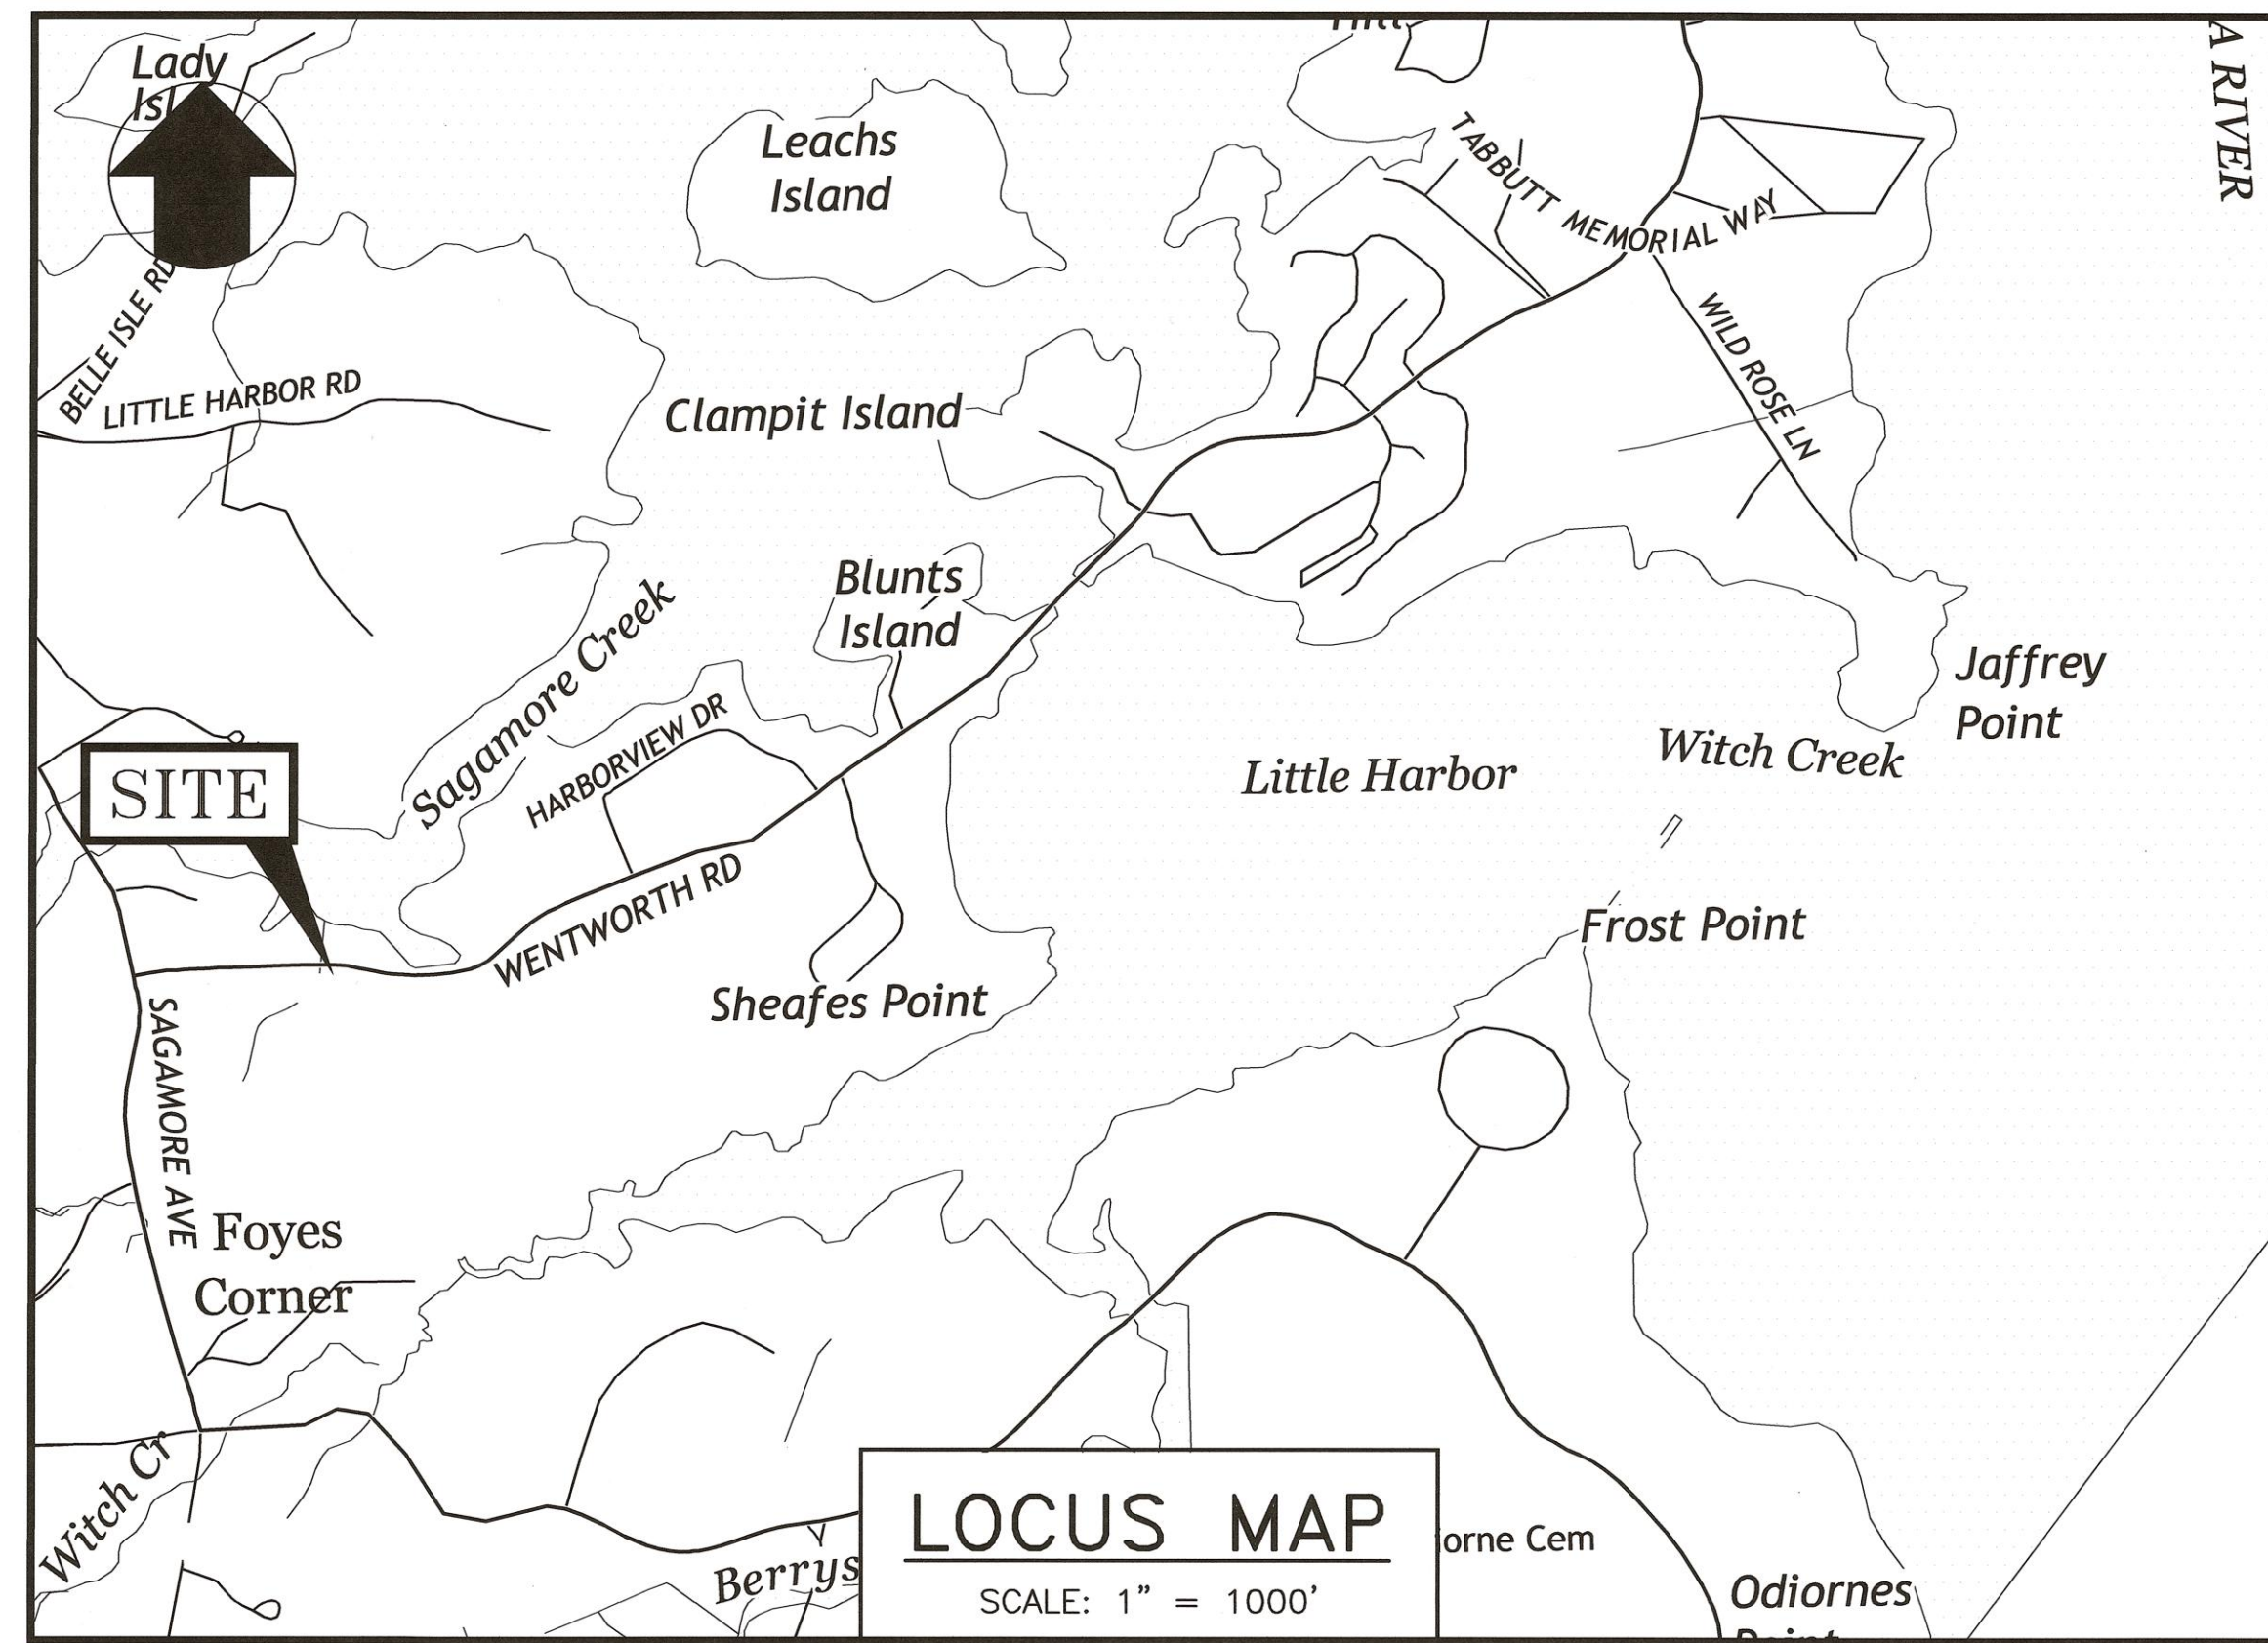 Lady
Isl
A RIVER
Leachs
Island
TABBUTT MEMORIAL WAY
BELLE ISLE RD
LITTLE HARBOR RD
WILD ROSE LN
Clampit Island
Blunts
Island
Sagamore Creek
Jaffrey
Point
HARBORVIEW DR
Little Harbor
Witch Creek
SITE
WENTWORTH RD
Frost Point
Sheafes Point
SAGAMORE AVE
Foyes
Corner
Witch Cr
LOCUS MAP
SCALE: 1" = 1000'
orne Cem
Berrys
Odiornes